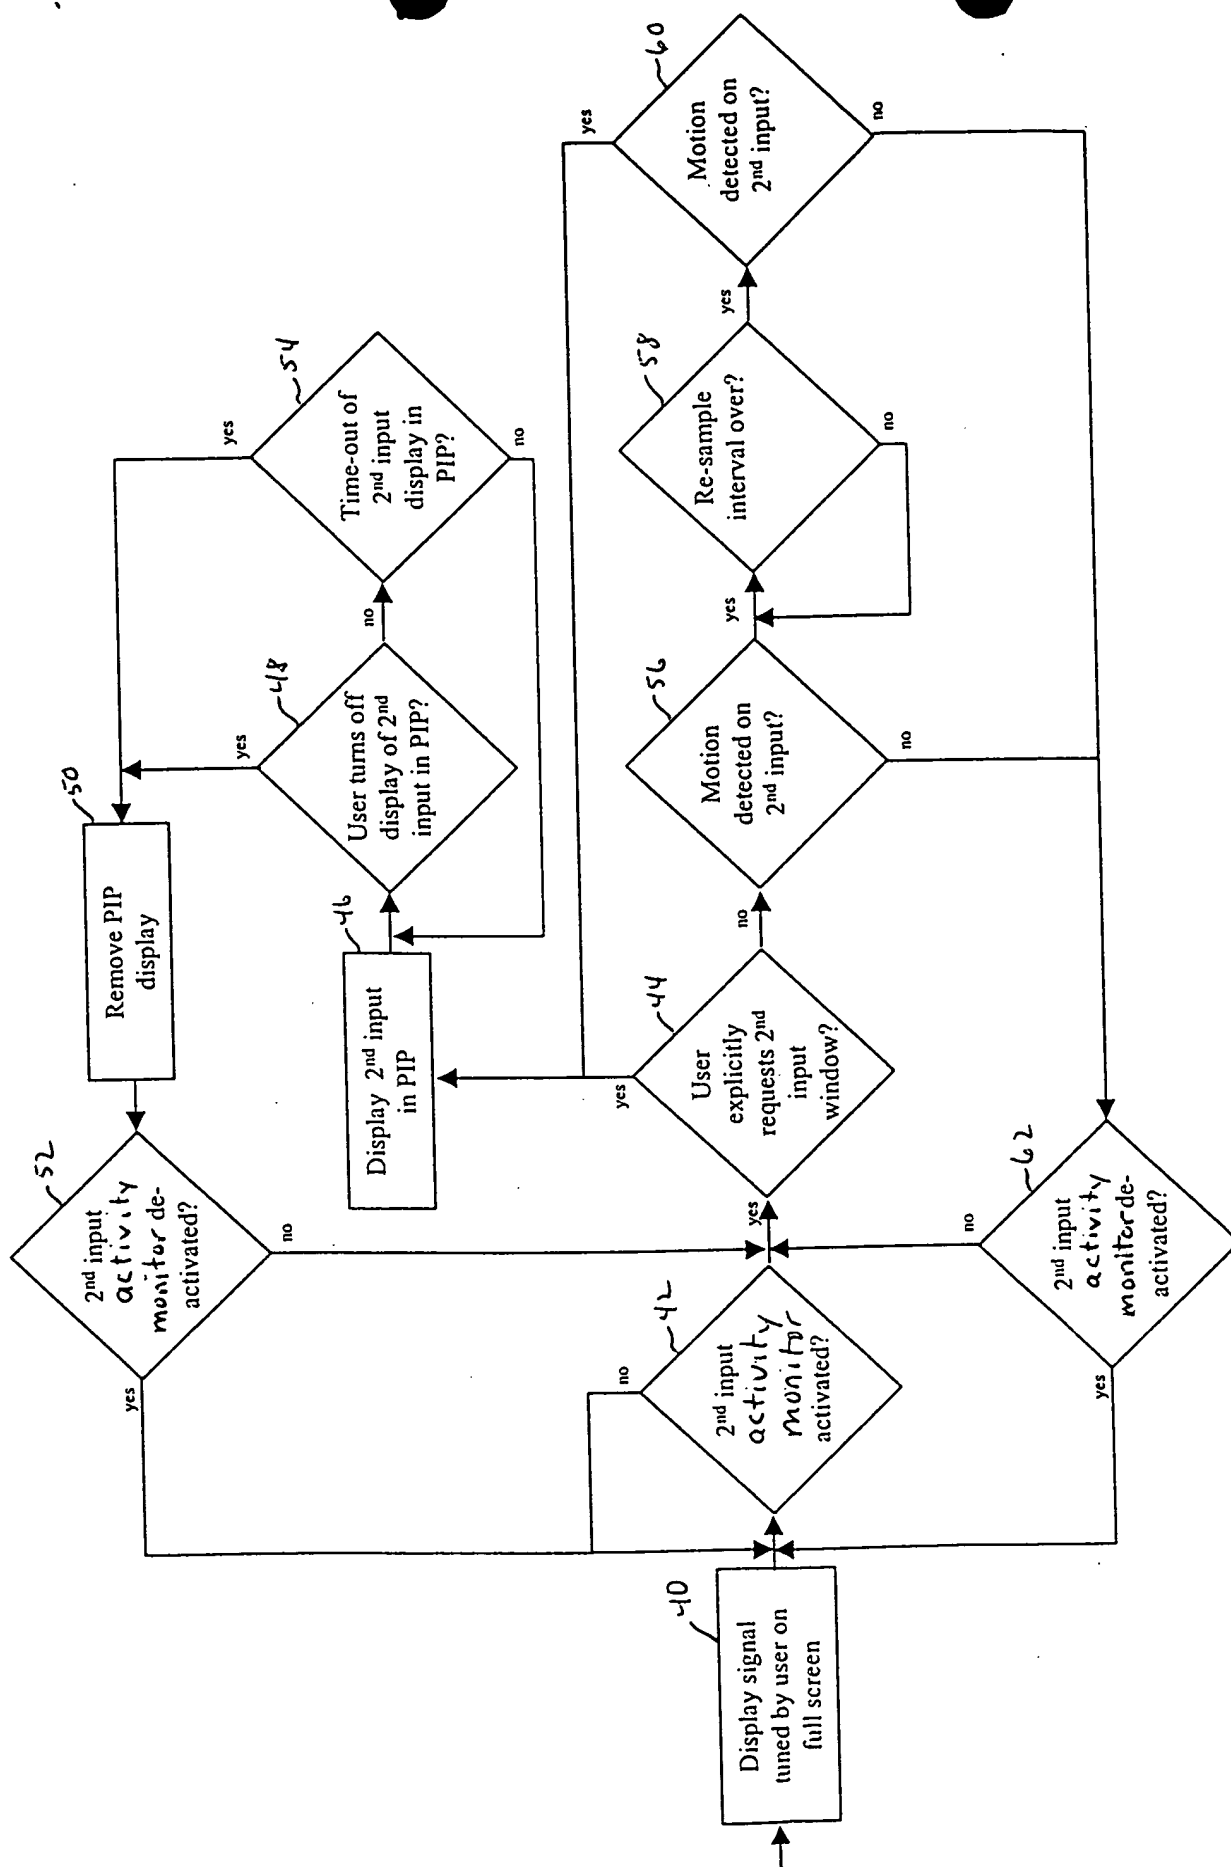 40
Display signal
tuned by user on
full screen
42
2nd input
activity
monitor
activated?
no
yes
44
User
explicitly
requests 2nd
input
window?
yes
no
46
Display 2nd input
in PIP
48
User turns off
display of 2nd
input in PIP?
yes
no
54
Time-out of
2nd input
display in
PIP?
yes
no
50
Remove PIP
display
52
2nd input
activity
monitor de-
activated?
yes
no
56
Motion
detected on
2nd input?
yes
no
58
Re-sample
interval over?
yes
no
60
Motion
detected on
2nd input?
yes
no
62
2nd input
activity
monitor de-
activated?
no
yes